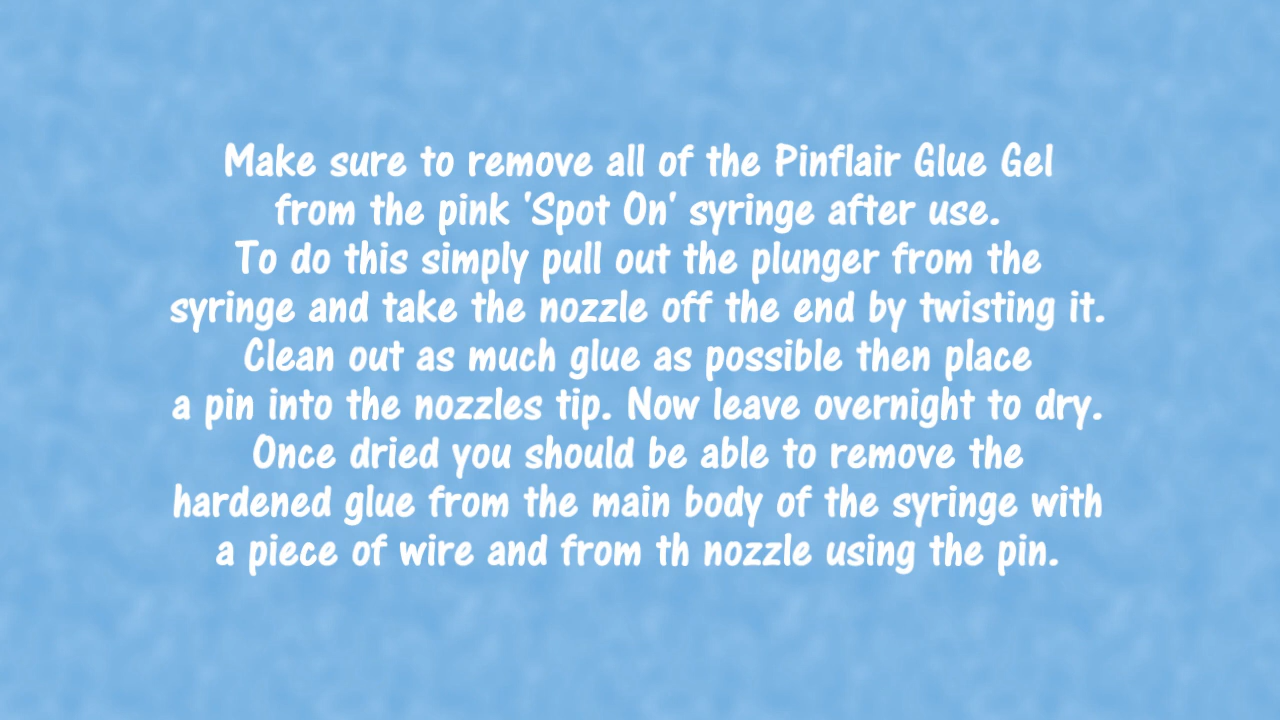 Make sure to remove all of the Pinflair Glue Gel
from the pink 'Spot On' syringe after use.
To do this simply pull out the plunger from the
syringe and take the nozzle off the end by twisting it.
Clean out as much glue as possible then place
a pin into the nozzles tip. Now leave overnight to dry.
Once dried you should be able to remove the
hardened glue from the main body of the syringe with
a piece of wire and from th nozzle using the pin.